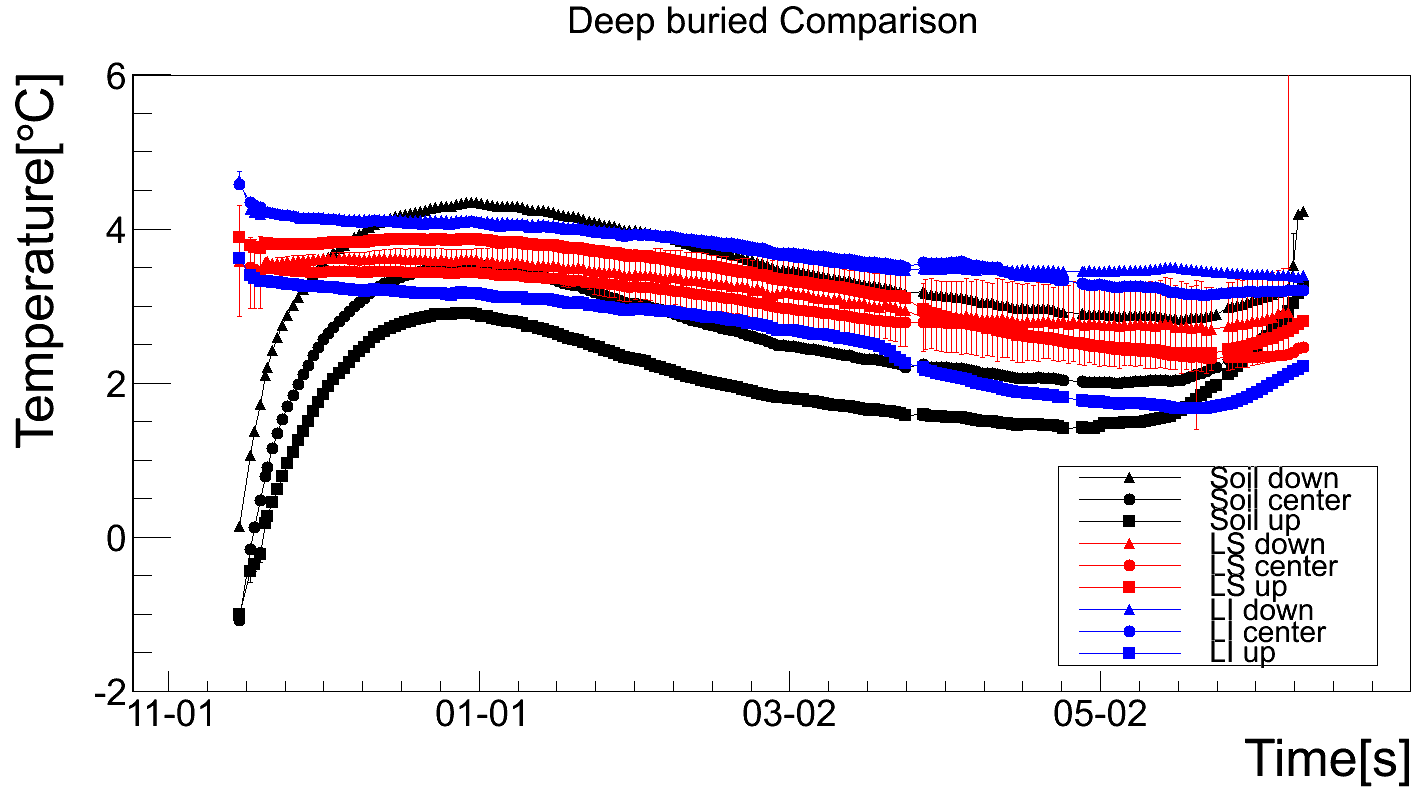 Deep buried Comparison
Temperature[°C]
6
4
2
0
-2
11-01
01-01
03-02
05-02
Time[s]
Soil down
Soil center
Soil up
LS down
LS center
LS up
LI down
LI center
LI up